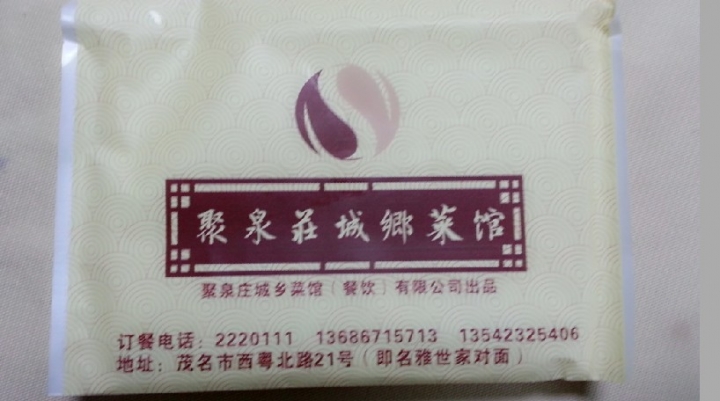 聚泉莊城鄉菜馆
聚泉庄城乡菜馆（餐饮）有限公司出品
订餐电话：2220111 13686715713 13542325406
地址：茂名市西粤北路21号（即名雅世家对面）